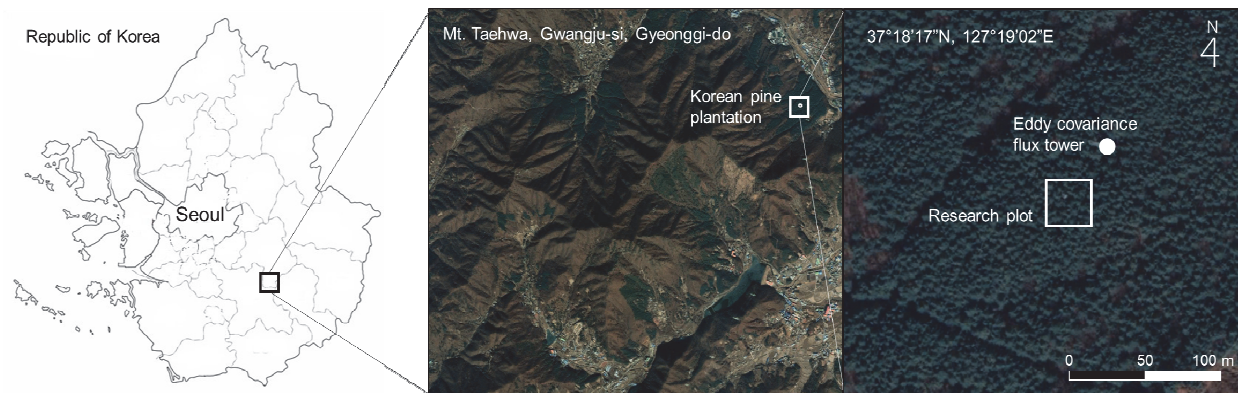 Republic of Korea
Seoul
Mt. Taehwa, Gwangju-si, Gyeonggi-do
Korean pine
plantation
37°18'17”N, 127°19'02”E
N
Eddy covariance
flux tower
Research plot
0 50 100 m